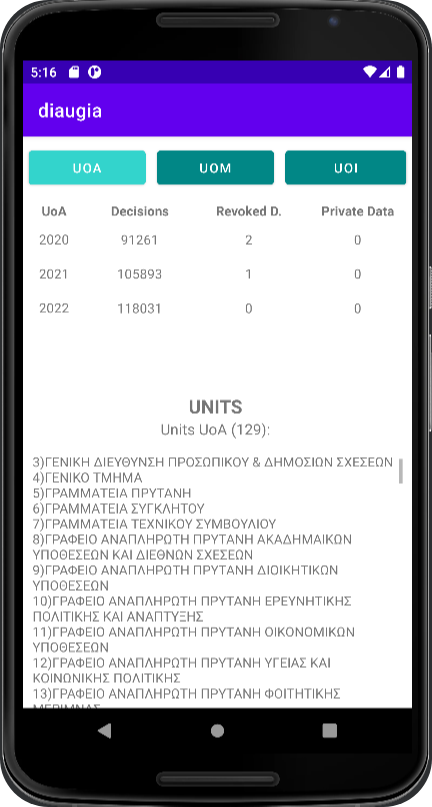 5:16
diaugia
UOA UOM UOI
UoA Decisions Revoked D. Private Data
2020 91261 2 0
2021 105893 1 0
2022 118031 0 0
UNITS
Units UoA (129):
3)ΓΕΝΙΚΗ ΔΙΕΥΘΥΝΣΗ ΠΡΟΣΩΠΙΚΟΥ & ΔΗΜΟΣΙΩΝ ΣΧΕΣΕΩΝ
4)ΓΕΝΙΚΟ ΤΜΗΜΑ
5)ΓΡΑΜΜΑΤΕΙΑ ΠΡΥΤΑΝΗ
6)ΓΡΑΜΜΑΤΕΙΑ ΣΥΓΚΛΗΤΟΥ
7)ΓΡΑΜΜΑΤΕΙΑ ΤΕΧΝΙΚΟΥ ΣΥΜΒΟΥΛΙΟΥ
8)ΓΡΑΦΕΙΟ ΑΝΑΠΛΗΡΩΤΗ ΠΡΥΤΑΝΗ ΑΚΑΔΗΜΑΙΚΩΝ
ΥΠΟΘΕΣΕΩΝ ΚΑΙ ΔΙΕΘΝΩΝ ΣΧΕΣΕΩΝ
9)ΓΡΑΦΕΙΟ ΑΝΑΠΛΗΡΩΤΗ ΠΡΥΤΑΝΗ ΔΙΟΙΚΗΤΙΚΩΝ
ΥΠΟΘΕΣΕΩΝ
10)ΓΡΑΦΕΙΟ ΑΝΑΠΛΗΡΩΤΗ ΠΡΥΤΑΝΗ ΕΡΕΥΝΗΤΙΚΗΣ
ΠΟΛΙΤΙΚΗΣ ΚΑΙ ΑΝΑΠΤΥΞΗΣ
11)ΓΡΑΦΕΙΟ ΑΝΑΠΛΗΡΩΤΗ ΠΡΥΤΑΝΗ ΟΙΚΟΝΟΜΙΚΩΝ
ΥΠΟΘΕΣΕΩΝ
12)ΓΡΑΦΕΙΟ ΑΝΑΠΛΗΡΩΤΗ ΠΡΥΤΑΝΗ ΥΓΕΙΑΣ ΚΑΙ
ΚΟΙΝΩΝΙΚΗΣ ΠΟΛΙΤΙΚΗΣ
13)ΓΡΑΦΕΙΟ ΑΝΑΠΛΗΡΩΤΗ ΠΡΥΤΑΝΗ ΦΟΙΤΗΤΙΚΗΣ
ΜΕΡΙΜΝΑΣ